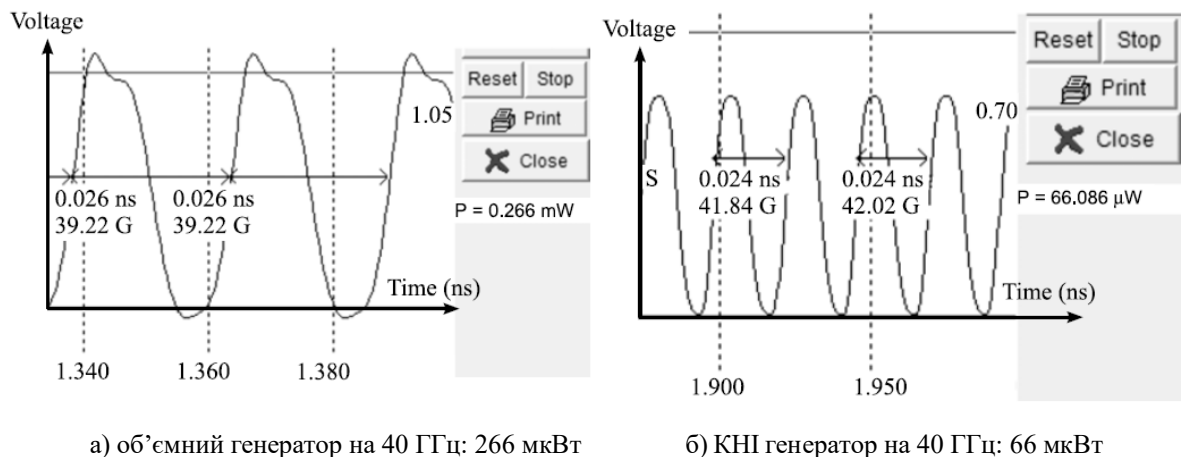 Voltage
Reset Stop
Print
Close
1.05
0.026 ns 0.026 ns
39.22 G 39.22 G
P = 0.266 mW
Time (ns)
1.340 1.360 1.380
а) об’ємний генератор на 40 ГГц: 266 мкВт
Voltage
Reset Stop
Print
Close
0.70
S
0.024 ns 0.024 ns
41.84 G 42.02 G
P = 66.086 µW
Time (ns)
1.900 1.950
б) КНІ генератор на 40 ГГц: 66 мкВт